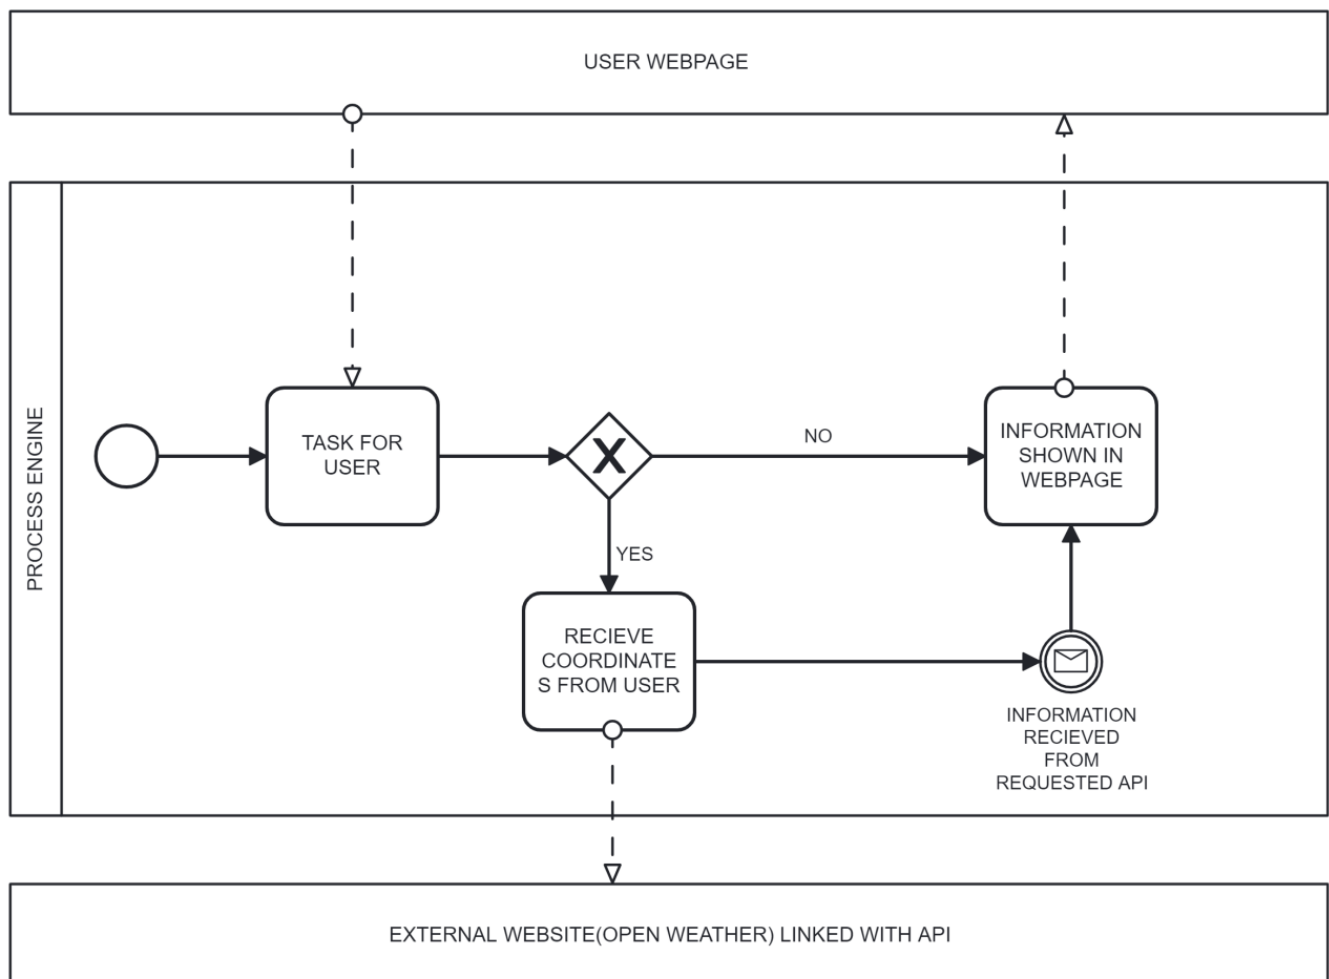 USER WEBPAGE
PROCESS ENGINE
TASK FOR
USER
X
NO
INFORMATION
SHOWN IN
WEBPAGE
YES
RECIEVE
COORDINATE
S FROM USER
INFORMATION
RECIEVED
FROM
REQUESTED API
EXTERNAL WEBSITE(OPEN WEATHER) LINKED WITH API